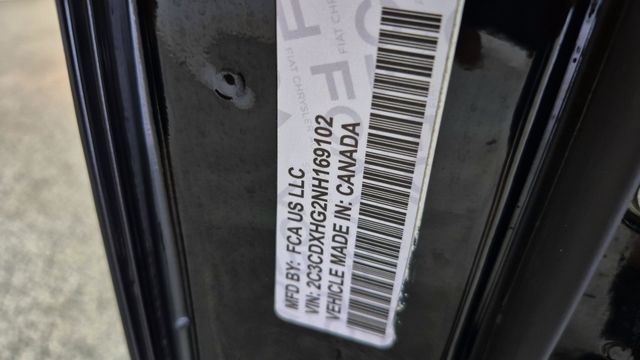 MFD BY: FCA US LLC
VIN: 2C3CDXHG2NH169102
VEHICLE MADE IN: CANADA